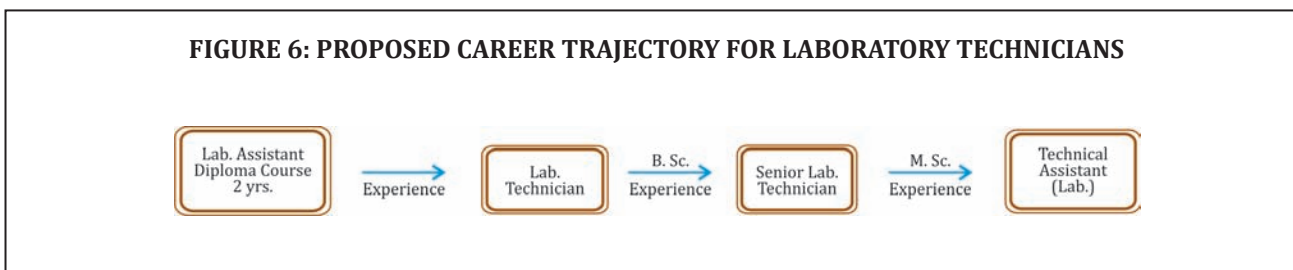 FIGURE 6: PROPOSED CAREER TRAJECTORY FOR LABORATORY TECHNICIANS
Lab. Assistant
Diploma Course
2 yrs.
Experience
Lab.
Technician
B. Sc.
Experience
Senior Lab.
Technician
M. Sc.
Experience
Technical
Assistant
(Lab.)